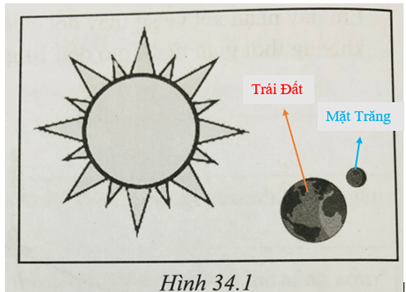 Trái Đất
Mặt Trăng
Hình 34.1